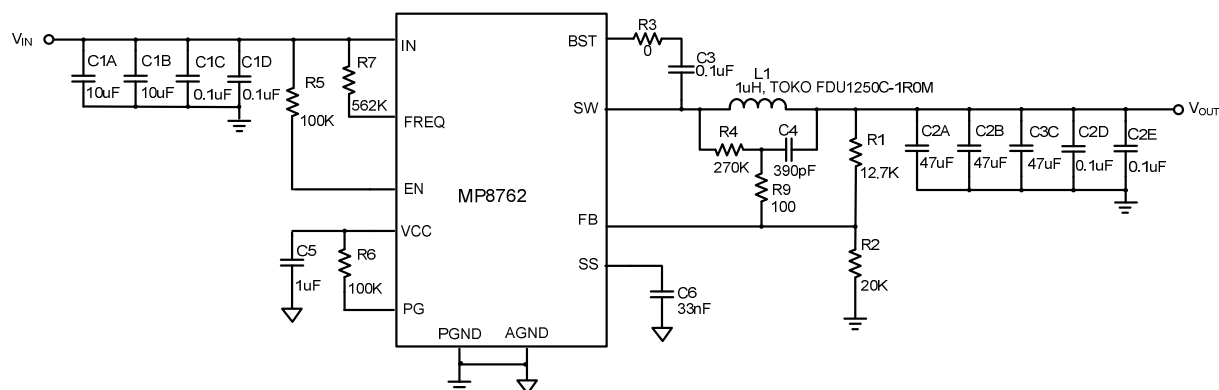 VIN
C1A
10uF
C1B
10uF
C1C
0.1uF
C1D
0.1uF
R5
100K
R7
562K
IN
FREQ
EN
VCC
PG
PGND
AGND
MP8762
BST
SW
FB
SS
C5
1uF
R6
100K
R3
0
C3
0.1uF
L1
1uH, TOKO FDU1250C-1R0M
R4
270K
C4
390pF
R9
100
R1
12.7K
R2
20K
C6
33nF
C2A
47uF
C2B
47uF
C3C
47uF
C2D
0.1uF
C2E
0.1uF
VOUT